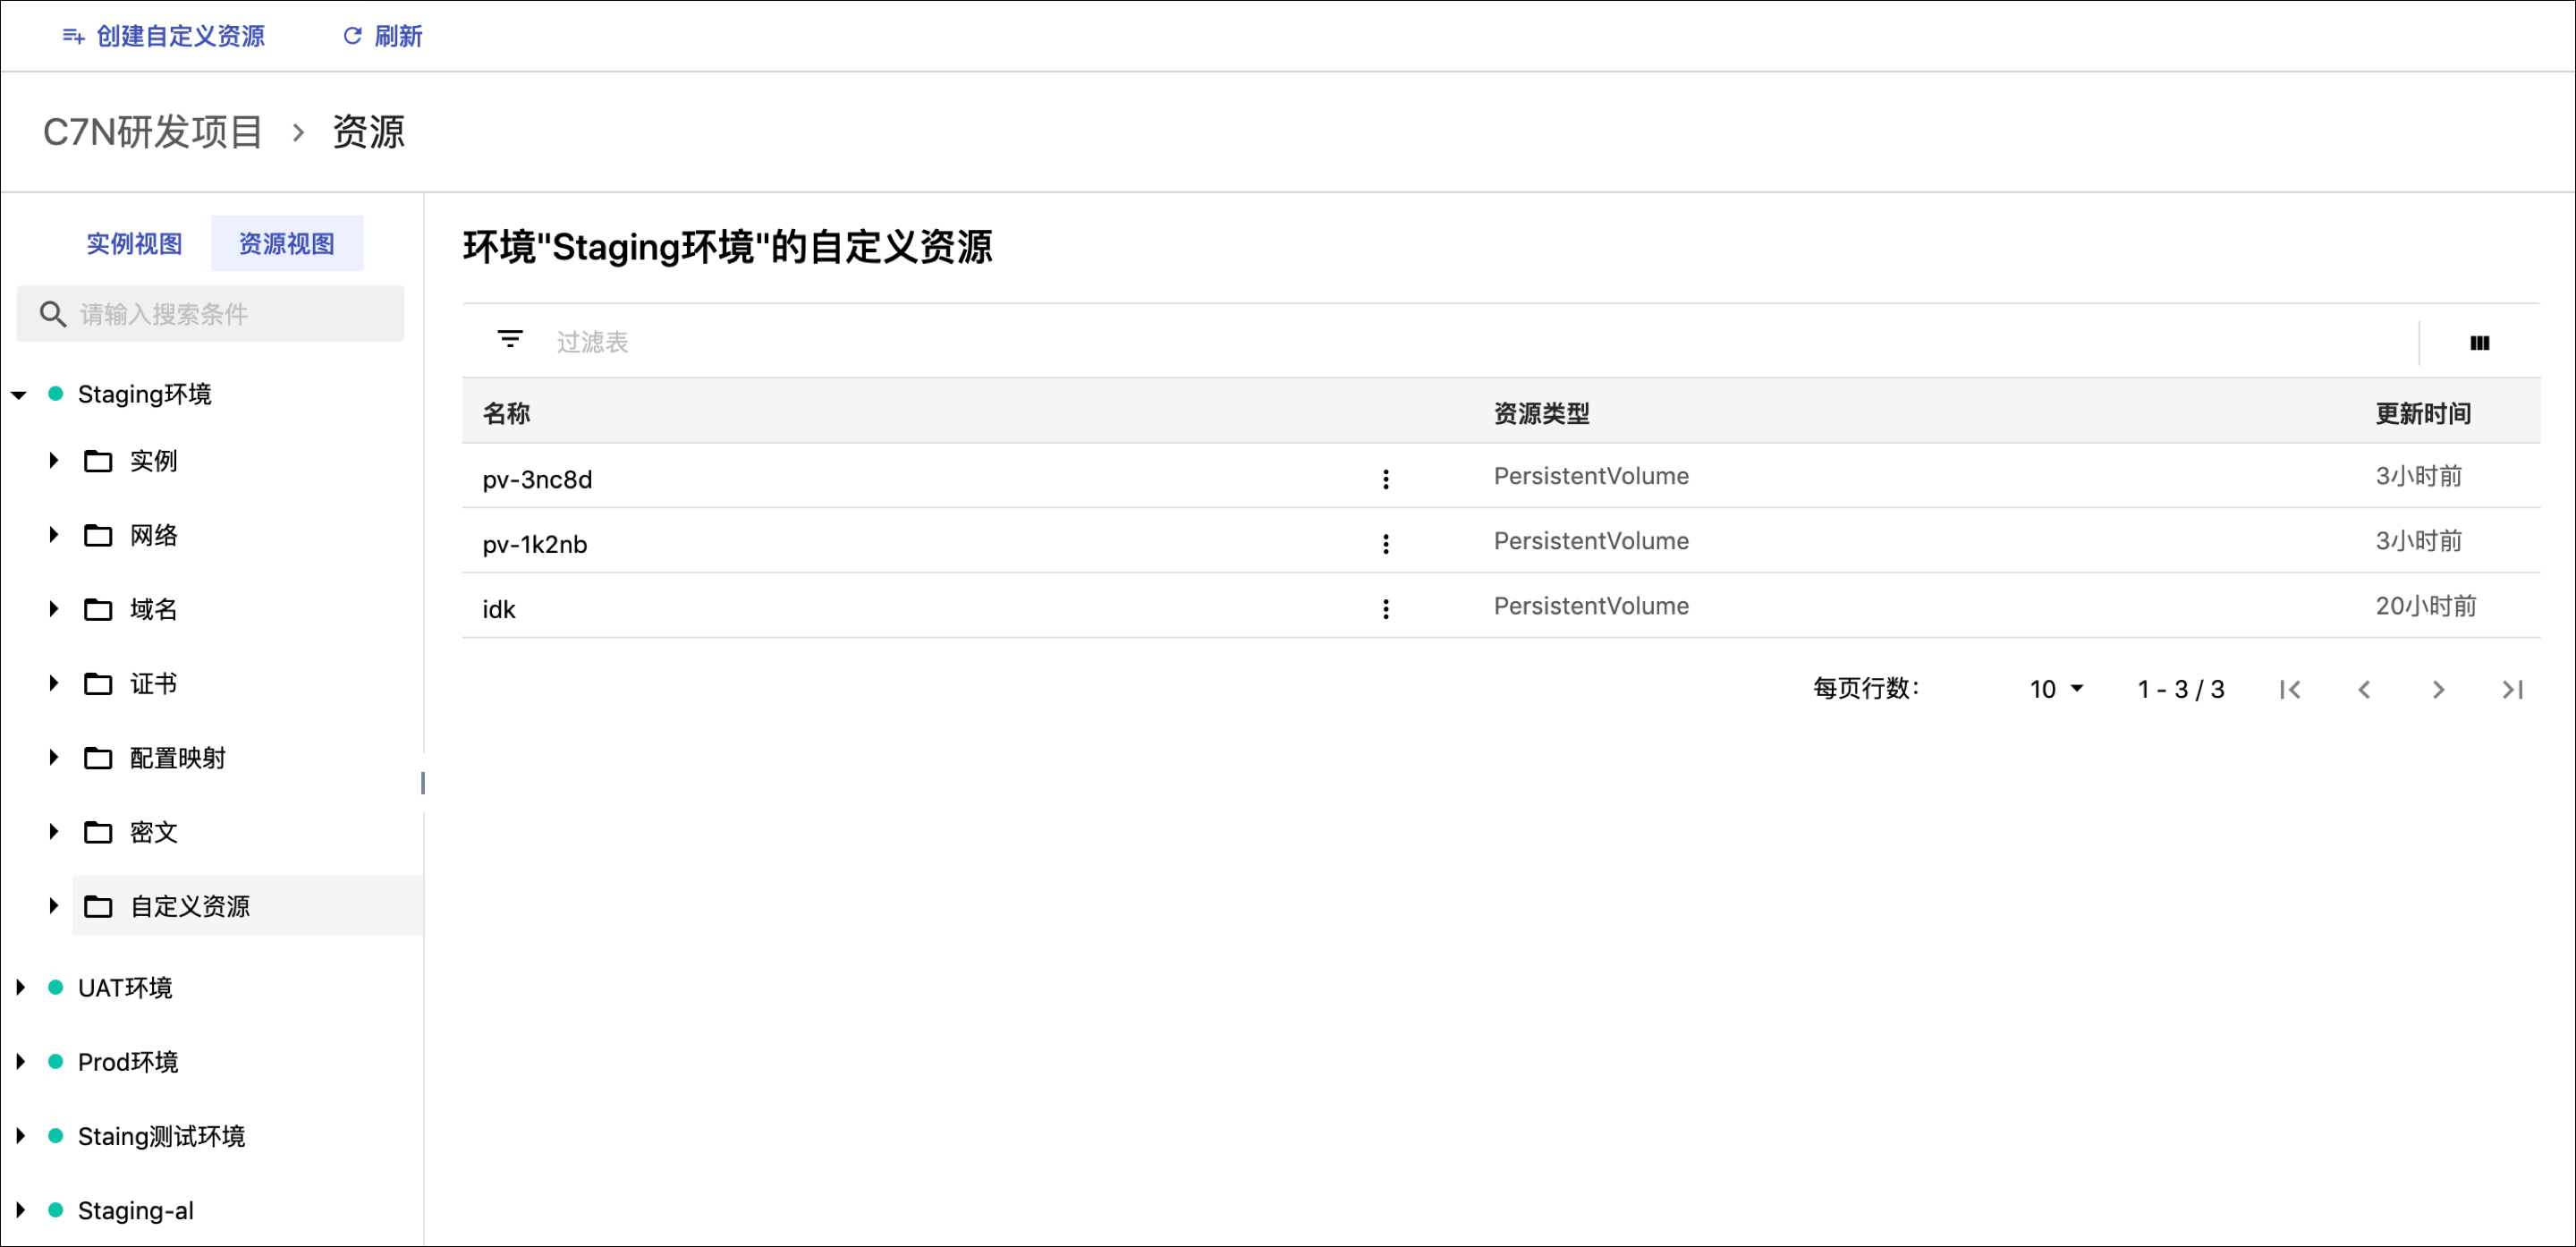 创建自定义资源 刷新
C7N研发项目 > 资源
实例视图 资源视图
请输入搜索条件
Staging环境
实例
网络
域名
证书
配置映射
密文
自定义资源
UAT环境
Prod环境
Staing测试环境
Staging-al
环境"Staging环境"的自定义资源
过滤表
名称 资源类型 更新时间
pv-3nc8d PersistentVolume 3小时前
pv-1k2nb PersistentVolume 3小时前
idk PersistentVolume 20小时前
每页行数: 10 1 - 3 / 3